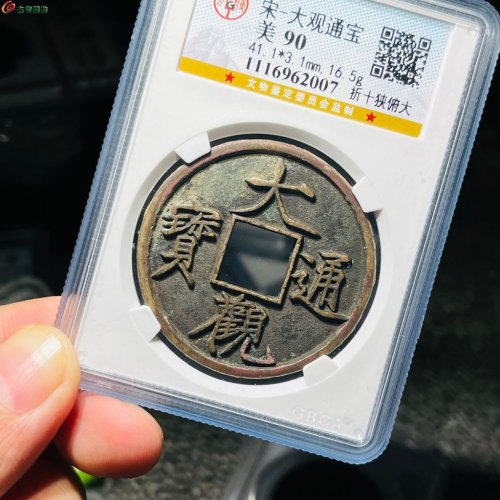 宋-大观通宝
美 90
41.1*3.1mm 16.5g
1116962007 折十狭俯大
★ 文物鉴定委员会监制 ★
大觀通寶
GBCA